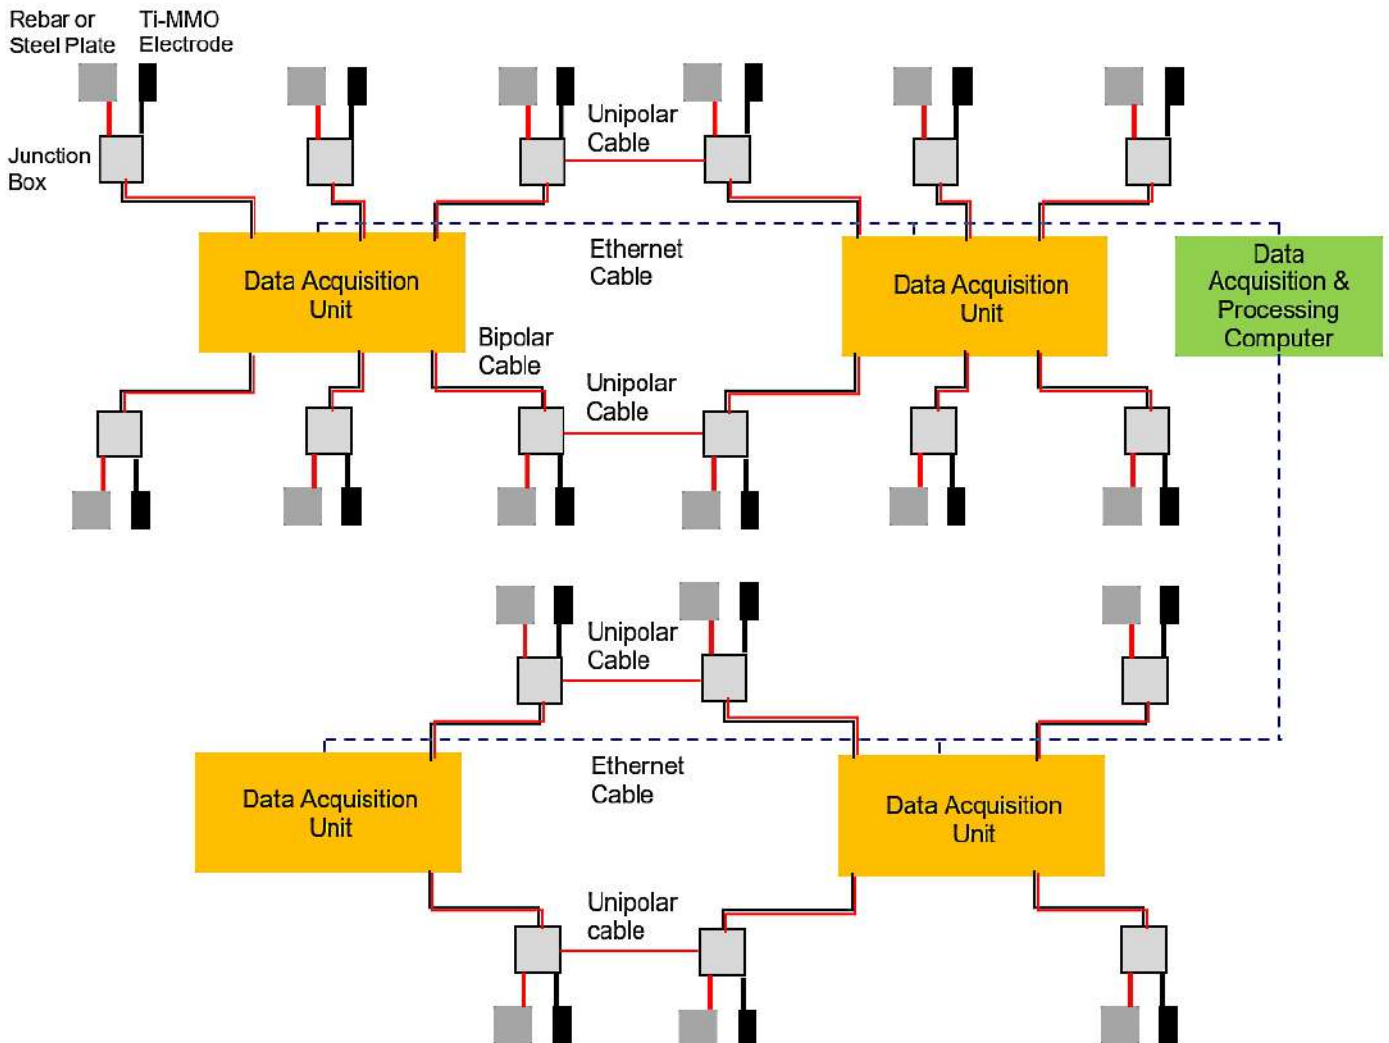 Rebar or
Steel Plate
Ti-MMO
Electrode
Unipolar
Cable
Junction
Box
Ethernet
Cable
Data Acquisition
Unit
Data Acquisition
Unit
Data
Acquisition &
Processing
Computer
Bipolar
Cable
Unipolar
Cable
Unipolar
Cable
Ethernet
Cable
Data Acquisition
Unit
Data Acquisition
Unit
Unipolar
cable